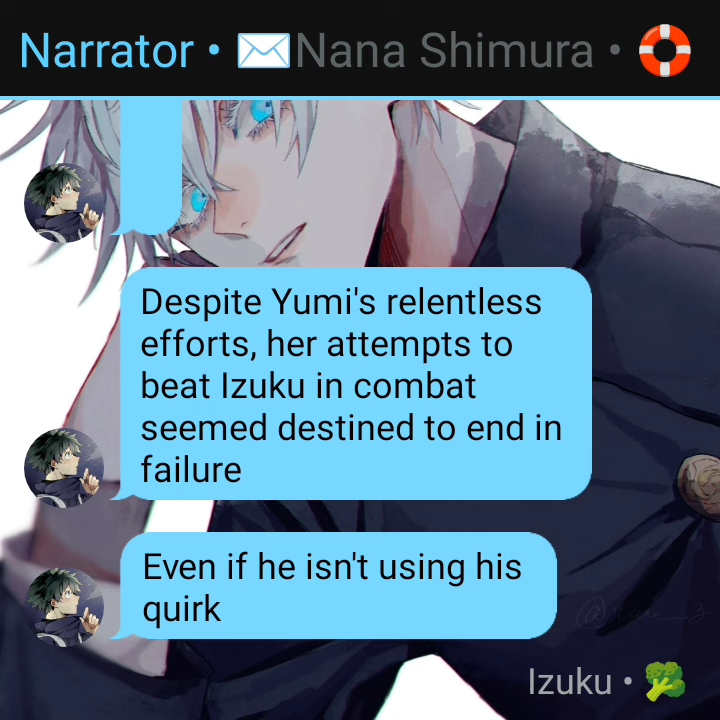 Narrator • ✉️Nana Shimura • 🛟
Despite Yumi's relentless
efforts, her attempts to
beat Izuku in combat
seemed destined to end in
failure
Even if he isn't using his
quirk
Izuku • 🥦